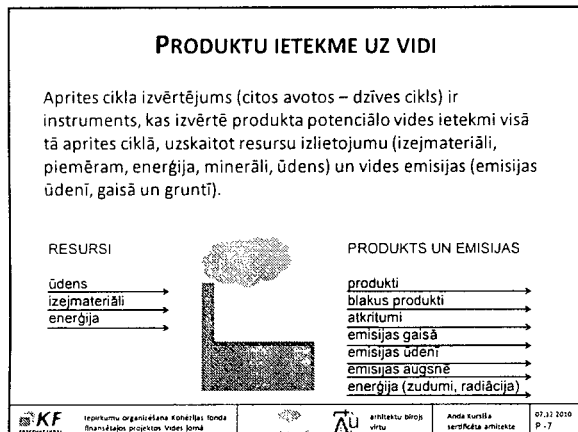 PRODUKTU IETEKME UZ VIDI
Aprites cikla izvērtējums (citos avotos – dzīves cikls) ir
instruments, kas izvērtē produkta potenciālo vides ietekmi visā
tā aprites ciklā, uzskaitot resursu izlietojumu (izejmateriāli,
piemēram, enerģija, minerāli, ūdens) un vides emisijas (emisijas
ūdenī, gaisā un gruntī).
RESURSI
ūdens
izejmateriāli
enerģija
PRODUKTS UN EMISIJAS
produkti
blakus produkti
atkritumi
emisijas gaisā
emisijas ūdenī
emisijas augsnē
enerģija (zudumi, radiācija)
KF
Iepirkumu organizēšana Kohēzijas fonda
finansētajos projektos Vides jomā
arhitektu birojs
virtu
Anda Kursiša
sertificēta arhitekte
07.12 2010
P -7